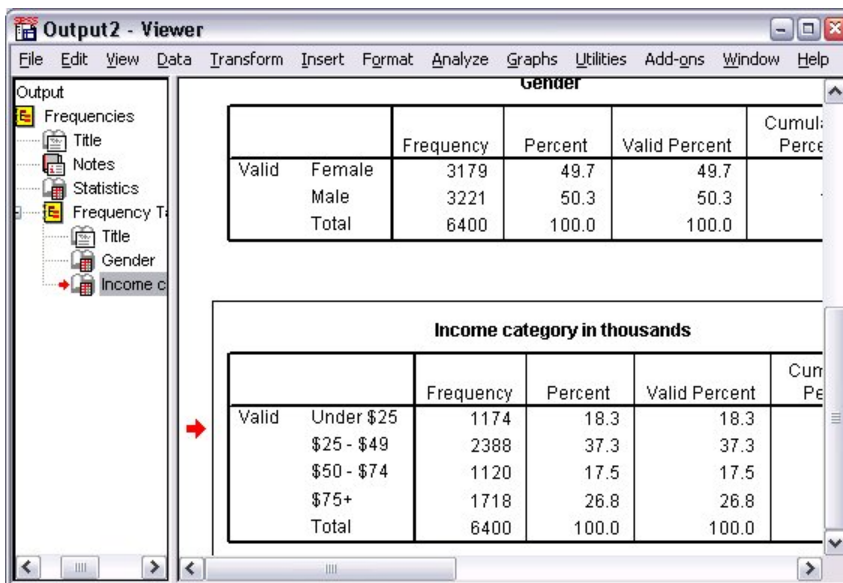 Output2 - Viewer
File Edit View Data Transform Insert Format Analyze Graphs Utilities Add-ons Window Help
Output
Frequencies
Title
Notes
Statistics
Frequency Ta
Title
Gender
Income c
Gender
Frequency Percent Valid Percent Cumula Perce
Valid Female 3179 49.7 49.7
Male 3221 50.3 50.3
Total 6400 100.0 100.0
Income category in thousands
Frequency Percent Valid Percent Cum Pe
Valid Under $25 1174 18.3 18.3
$25 - $49 2388 37.3 37.3
$50 - $74 1120 17.5 17.5
$75+ 1718 26.8 26.8
Total 6400 100.0 100.0